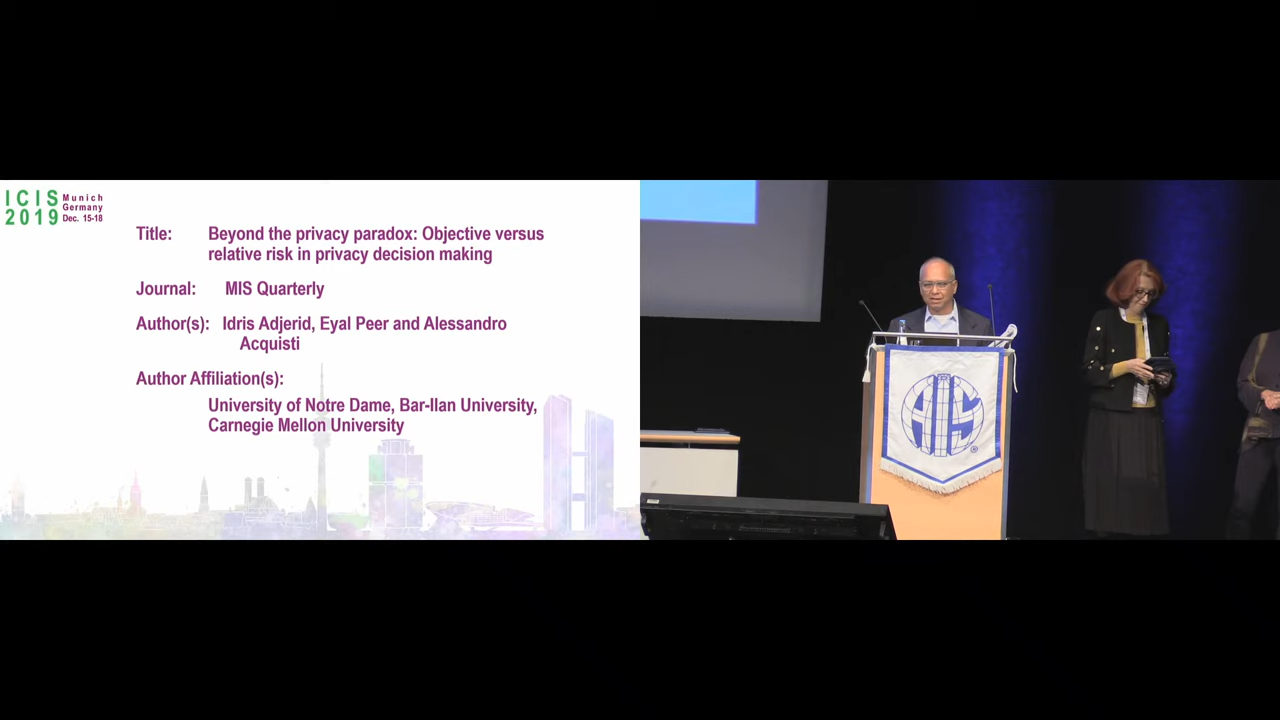 ICIS
2019
Munich
Germany
Dec. 15-18
Title: Beyond the privacy paradox: Objective versus
relative risk in privacy decision making
Journal: MIS Quarterly
Author(s): Idris Adjerid, Eyal Peer and Alessandro
Acquisti
Author Affiliation(s):
University of Notre Dame, Bar-Ilan University,
Carnegie Mellon University
AIS
®